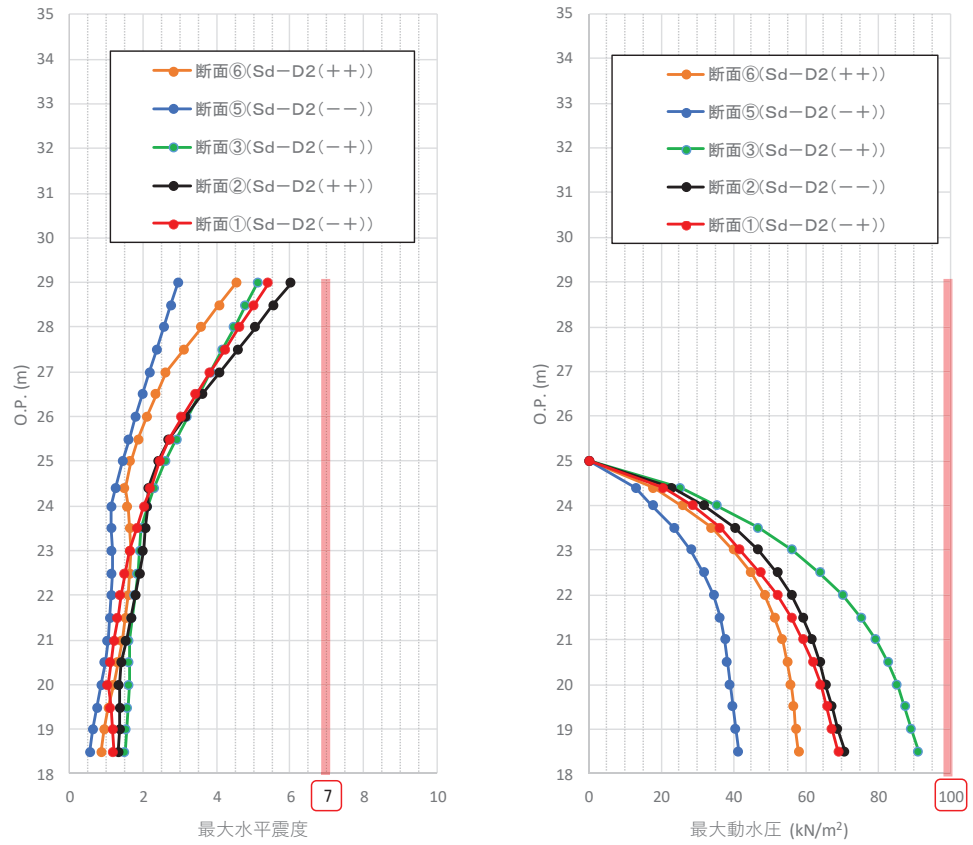 35
34
33
32
31
30
29
28
27
26
25
24
23
22
21
20
19
18
O.P. (m)
断面⑥(Sd－D2(＋＋))
断面⑤(Sd－D2(－－))
断面③(Sd－D2(－＋))
断面②(Sd－D2(＋＋))
断面①(Sd－D2(－＋))
0 2 4 6 7 8 10
最大水平震度
35
34
33
32
31
30
29
28
27
26
25
24
23
22
21
20
19
18
O.P. (m)
断面⑥(Sd－D2(＋＋))
断面⑤(Sd－D2(－＋))
断面③(Sd－D2(－＋))
断面②(Sd－D2(－－))
断面①(Sd－D2(－＋))
0 20 40 60 80 100
最大動水圧 (kN/m²)